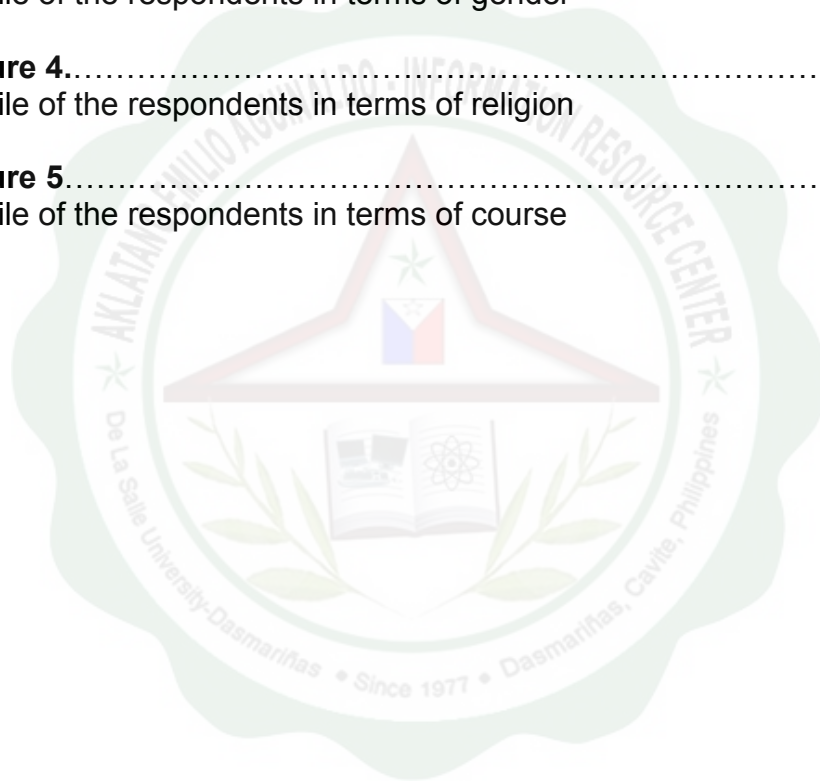 ile of the respondents in terms of gender
ure 4.……………………………………………………………
ile of the respondents in terms of religion
ure 5……………………………………………………………
ile of the respondents in terms of course
AKLATANG EMILIO AGUINALDO - INFORMATION RESOURCE CENTER
De La Salle University-Dasmariñas • Since 1977 • Dasmariñas, Cavite, Philippines